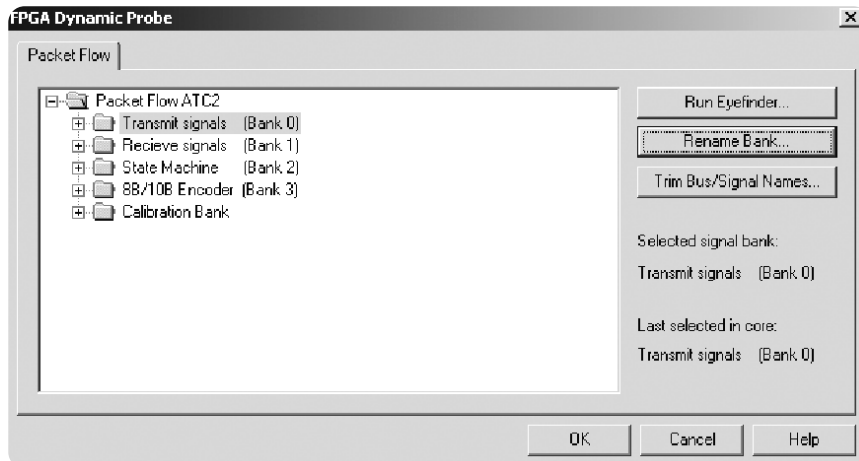 FPGA Dynamic Probe
Packet Flow
Packet Flow ATC2
Transmit signals (Bank 0)
Recieve signals (Bank 1)
State Machine (Bank 2)
8B/10B Encoder (Bank 3)
Calibration Bank
Run Eyefinder...
Rename Bank...
Trim Bus/Signal Names...
Selected signal bank:
Transmit signals (Bank 0)
Last selected in core:
Transmit signals (Bank 0)
OK
Cancel
Help